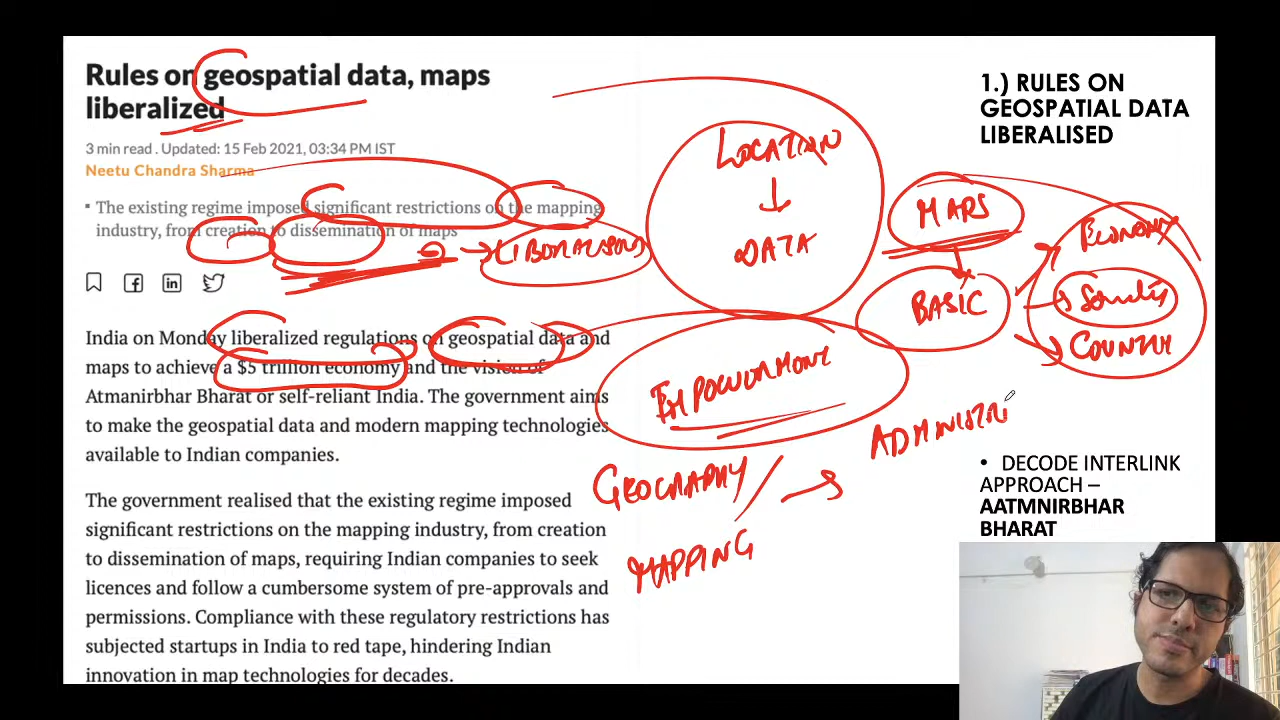 Rules on geospatial data, maps
liberalized
3 min read . Updated: 15 Feb 2021, 03:34 PM IST
Neetu Chandra Sharma
The existing regime imposed significant restrictions on the mapping
industry, from creation to dissemination of maps
India on Monday liberalized regulations on geospatial data and
maps to achieve a $5 trillion economy and the vision of
Atmanirbhar Bharat or self-reliant India. The government aims
to make the geospatial data and modern mapping technologies
available to Indian companies.
The government realised that the existing regime imposed
significant restrictions on the mapping industry, from creation
to dissemination of maps, requiring Indian companies to seek
licences and follow a cumbersome system of pre-approvals and
permissions. Compliance with these regulatory restrictions has
subjected startups in India to red tape, hindering Indian
innovation in map technologies for decades.
LOCATION
DATA
MAPS
BASIC
ECONOMY
EMPOWERMENT
GEOGRAPHY /
MAPPING
ADMINISTR
1.) RULES ON
GEOSPATIAL DATA
LIBERALISED
• DECODE INTERLINK
APPROACH –
AATMNIRBHAR
BHARAT